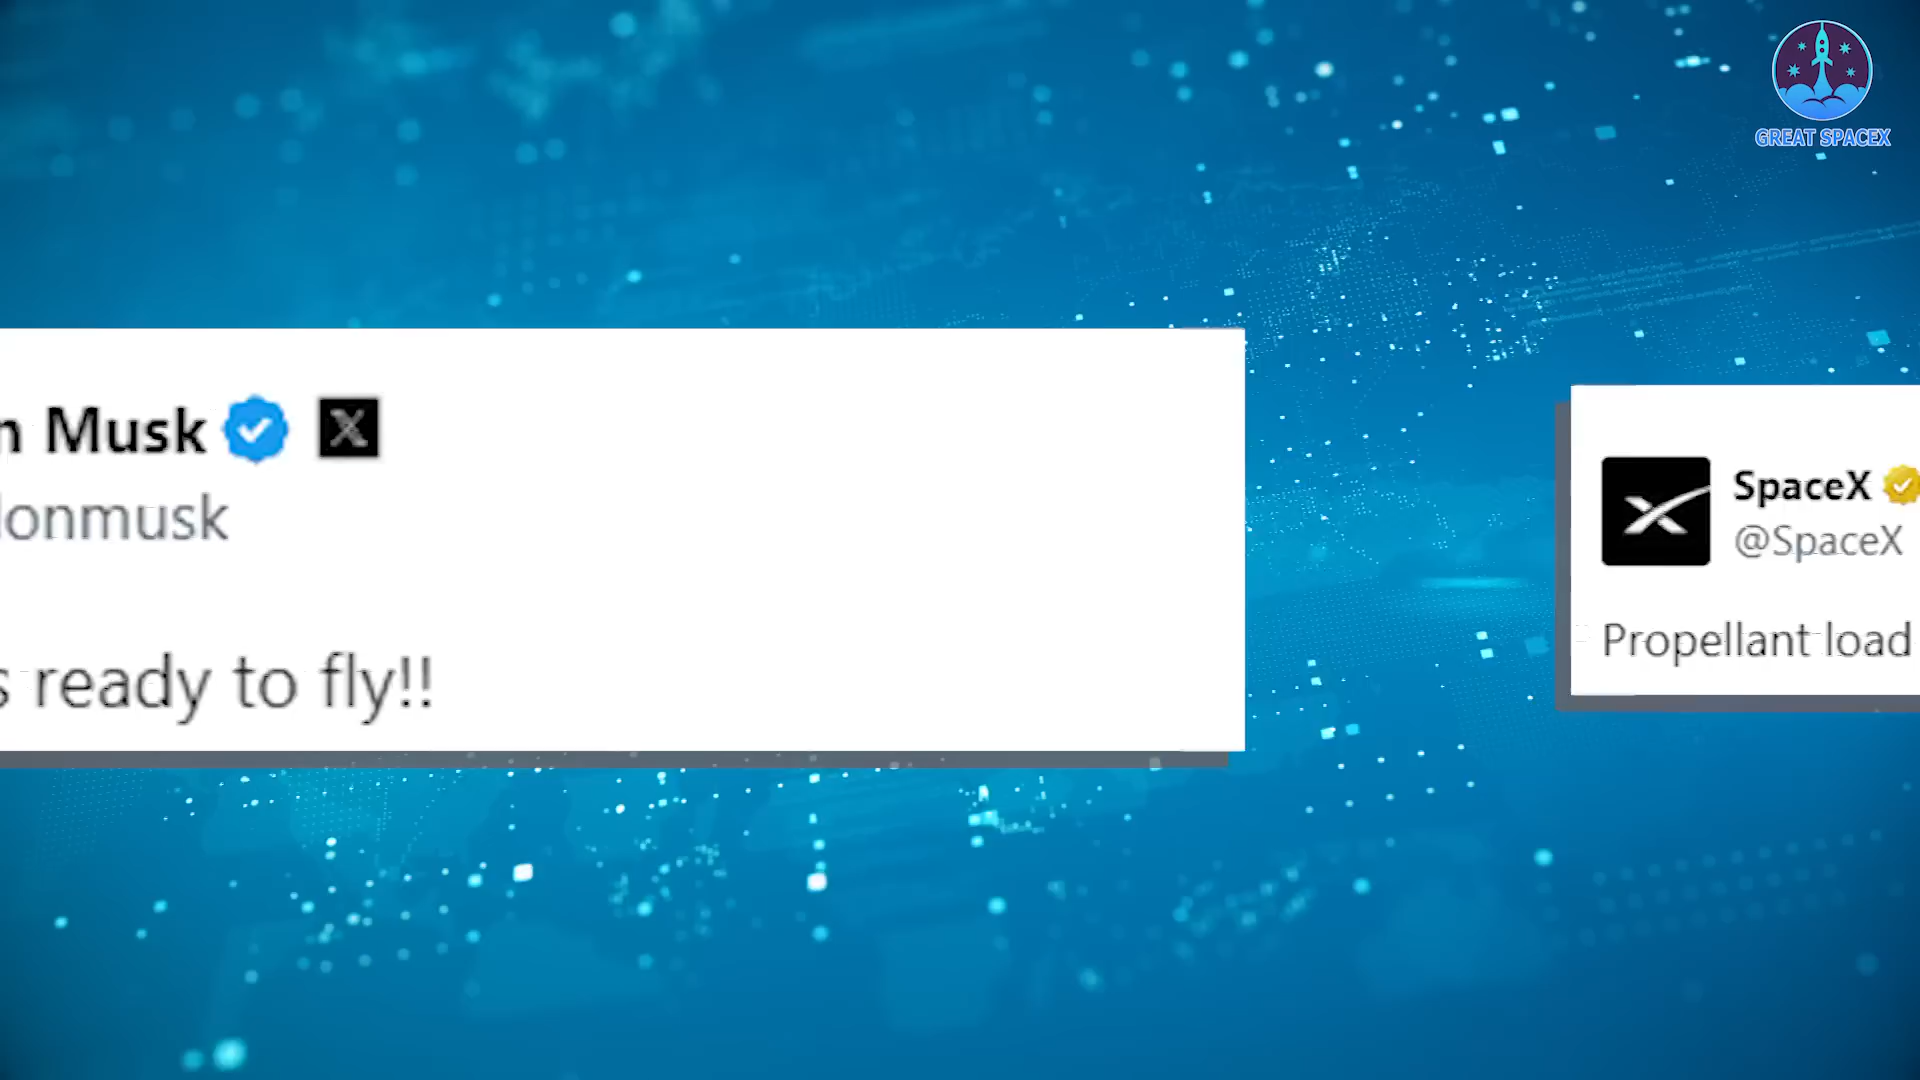 GREAT SPACEX
Musk
lonmusk
ready to fly!!
SpaceX
@SpaceX
Propellant load